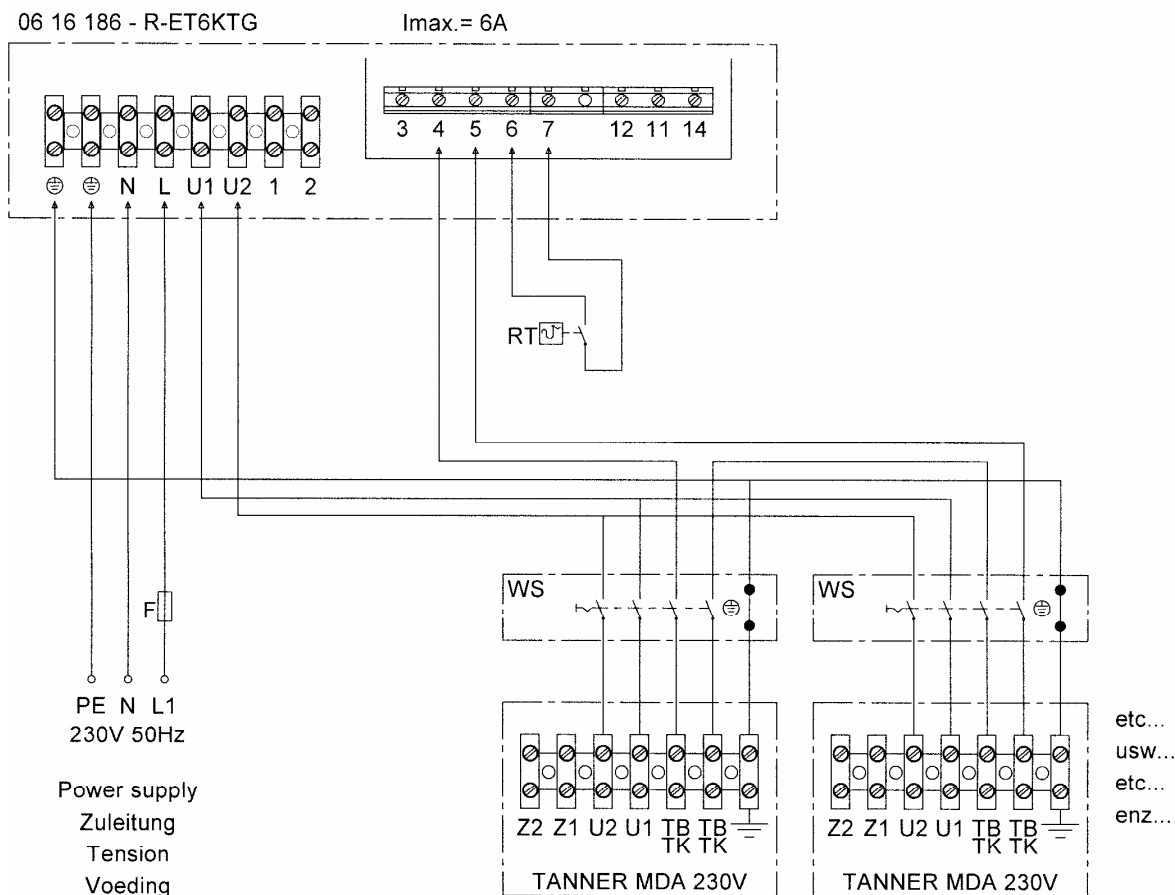 06 16 186 - R-ET6KTG Imax.= 6A
3 4 5 6 7 12 11 14
N L U1 U2 1 2
RT
F
WS WS
PE N L1
230V 50Hz
Power supply
Zuleitung
Tension
Voeding
Z2 Z1 U2 U1 TB TB
TK TK
TANNER MDA 230V
Z2 Z1 U2 U1 TB TB
TK TK
TANNER MDA 230V
etc...
usw...
etc...
enz...